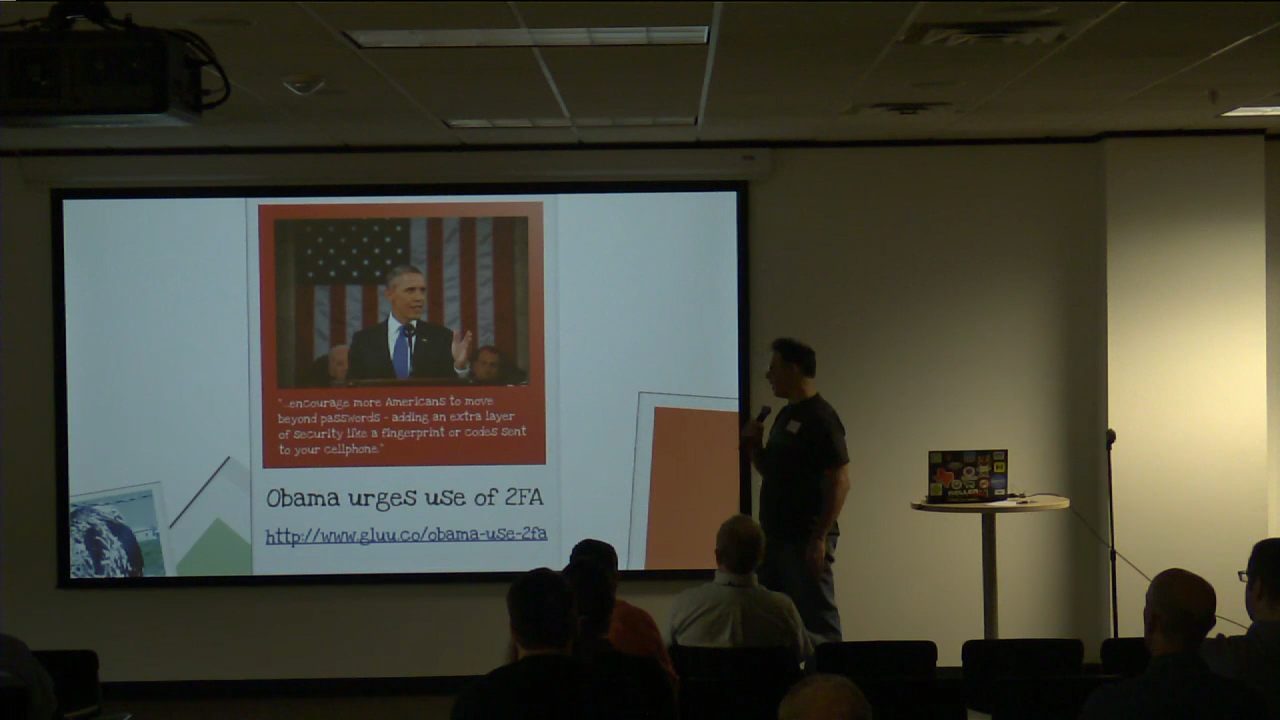 "...encourage more Americans to move
beyond passwords - adding an extra layer
of security like a fingerprint or codes sent
to your cellphone."
Obama urges use of 2FA
http://www.gluu.co/obama-use-2fa